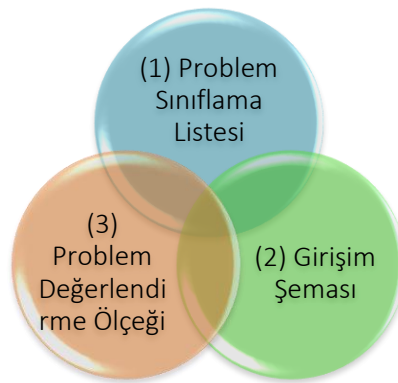 (1) Problem
Sınıflama
Listesi
(3)
Problem
Değerlendi
rme Ölçeği
(2) Girişim
Şeması